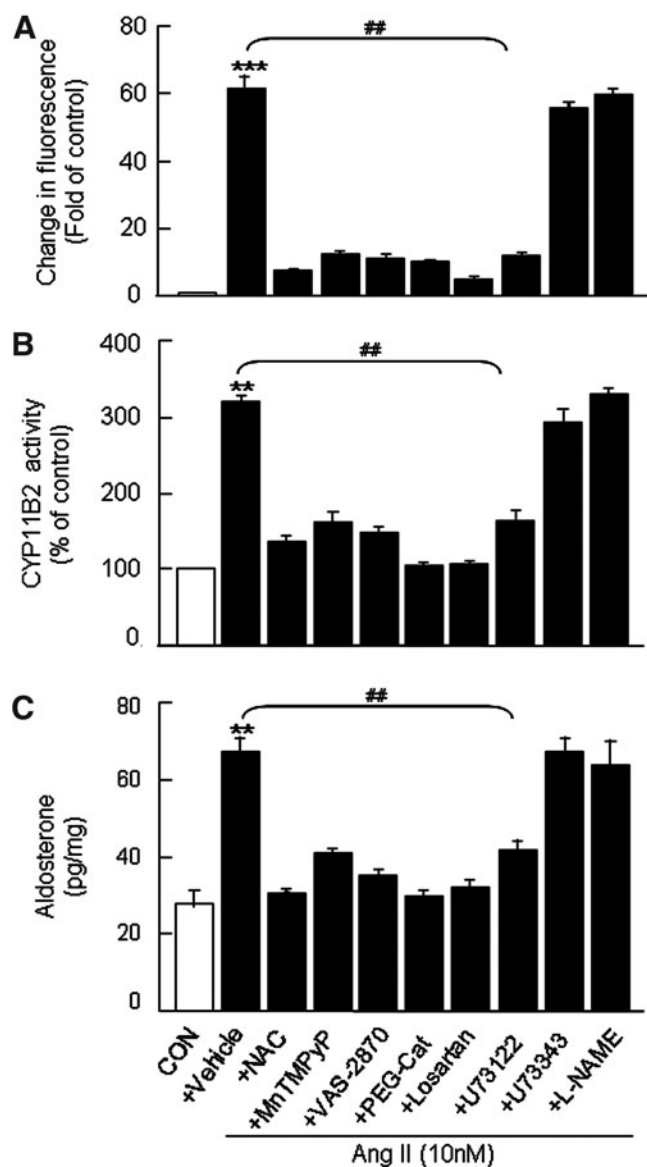 A
Change in fluorescence
(Fold of control)
80
60
40
20
0
***
##
B
CYP11B2 activity
(% of control)
400
300
200
100
0
**
##
C
Aldosterone
(pg/mg)
80
60
40
20
0
**
##
CON
+Vehicle
+NAC
+MnTMPyP
+VAS-2870
+PEG-Cat
+Losartan
+U73122
+U73343
+L-NAME
Ang II (10nM)